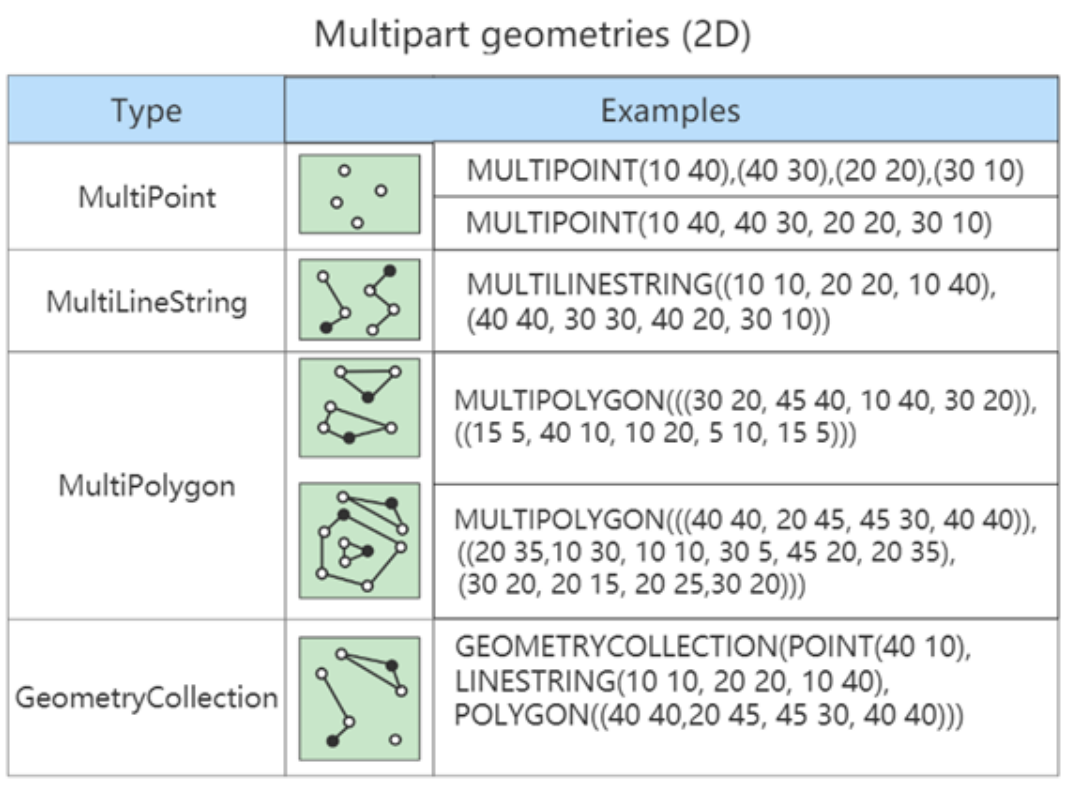 Multipart geometries (2D)
Type
Examples
MultiPoint
MULTIPOINT(10 40),(40 30),(20 20),(30 10)
MULTIPOINT(10 40, 40 30, 20 20, 30 10)
MultiLineString
MULTILINESTRING((10 10, 20 20, 10 40),
(40 40, 30 30, 40 20, 30 10))
MultiPolygon
MULTIPOLYGON(((30 20, 45 40, 10 40, 30 20)),
((15 5, 40 10, 10 20, 5 10, 15 5)))
MULTIPOLYGON(((40 40, 20 45, 45 30, 40 40)),
((20 35,10 30, 10 10, 30 5, 45 20, 20 35),
(30 20, 20 15, 20 25,30 20)))
GeometryCollection
GEOMETRYCOLLECTION(POINT(40 10),
LINESTRING(10 10, 20 20, 10 40),
POLYGON((40 40,20 45, 45 30, 40 40)))